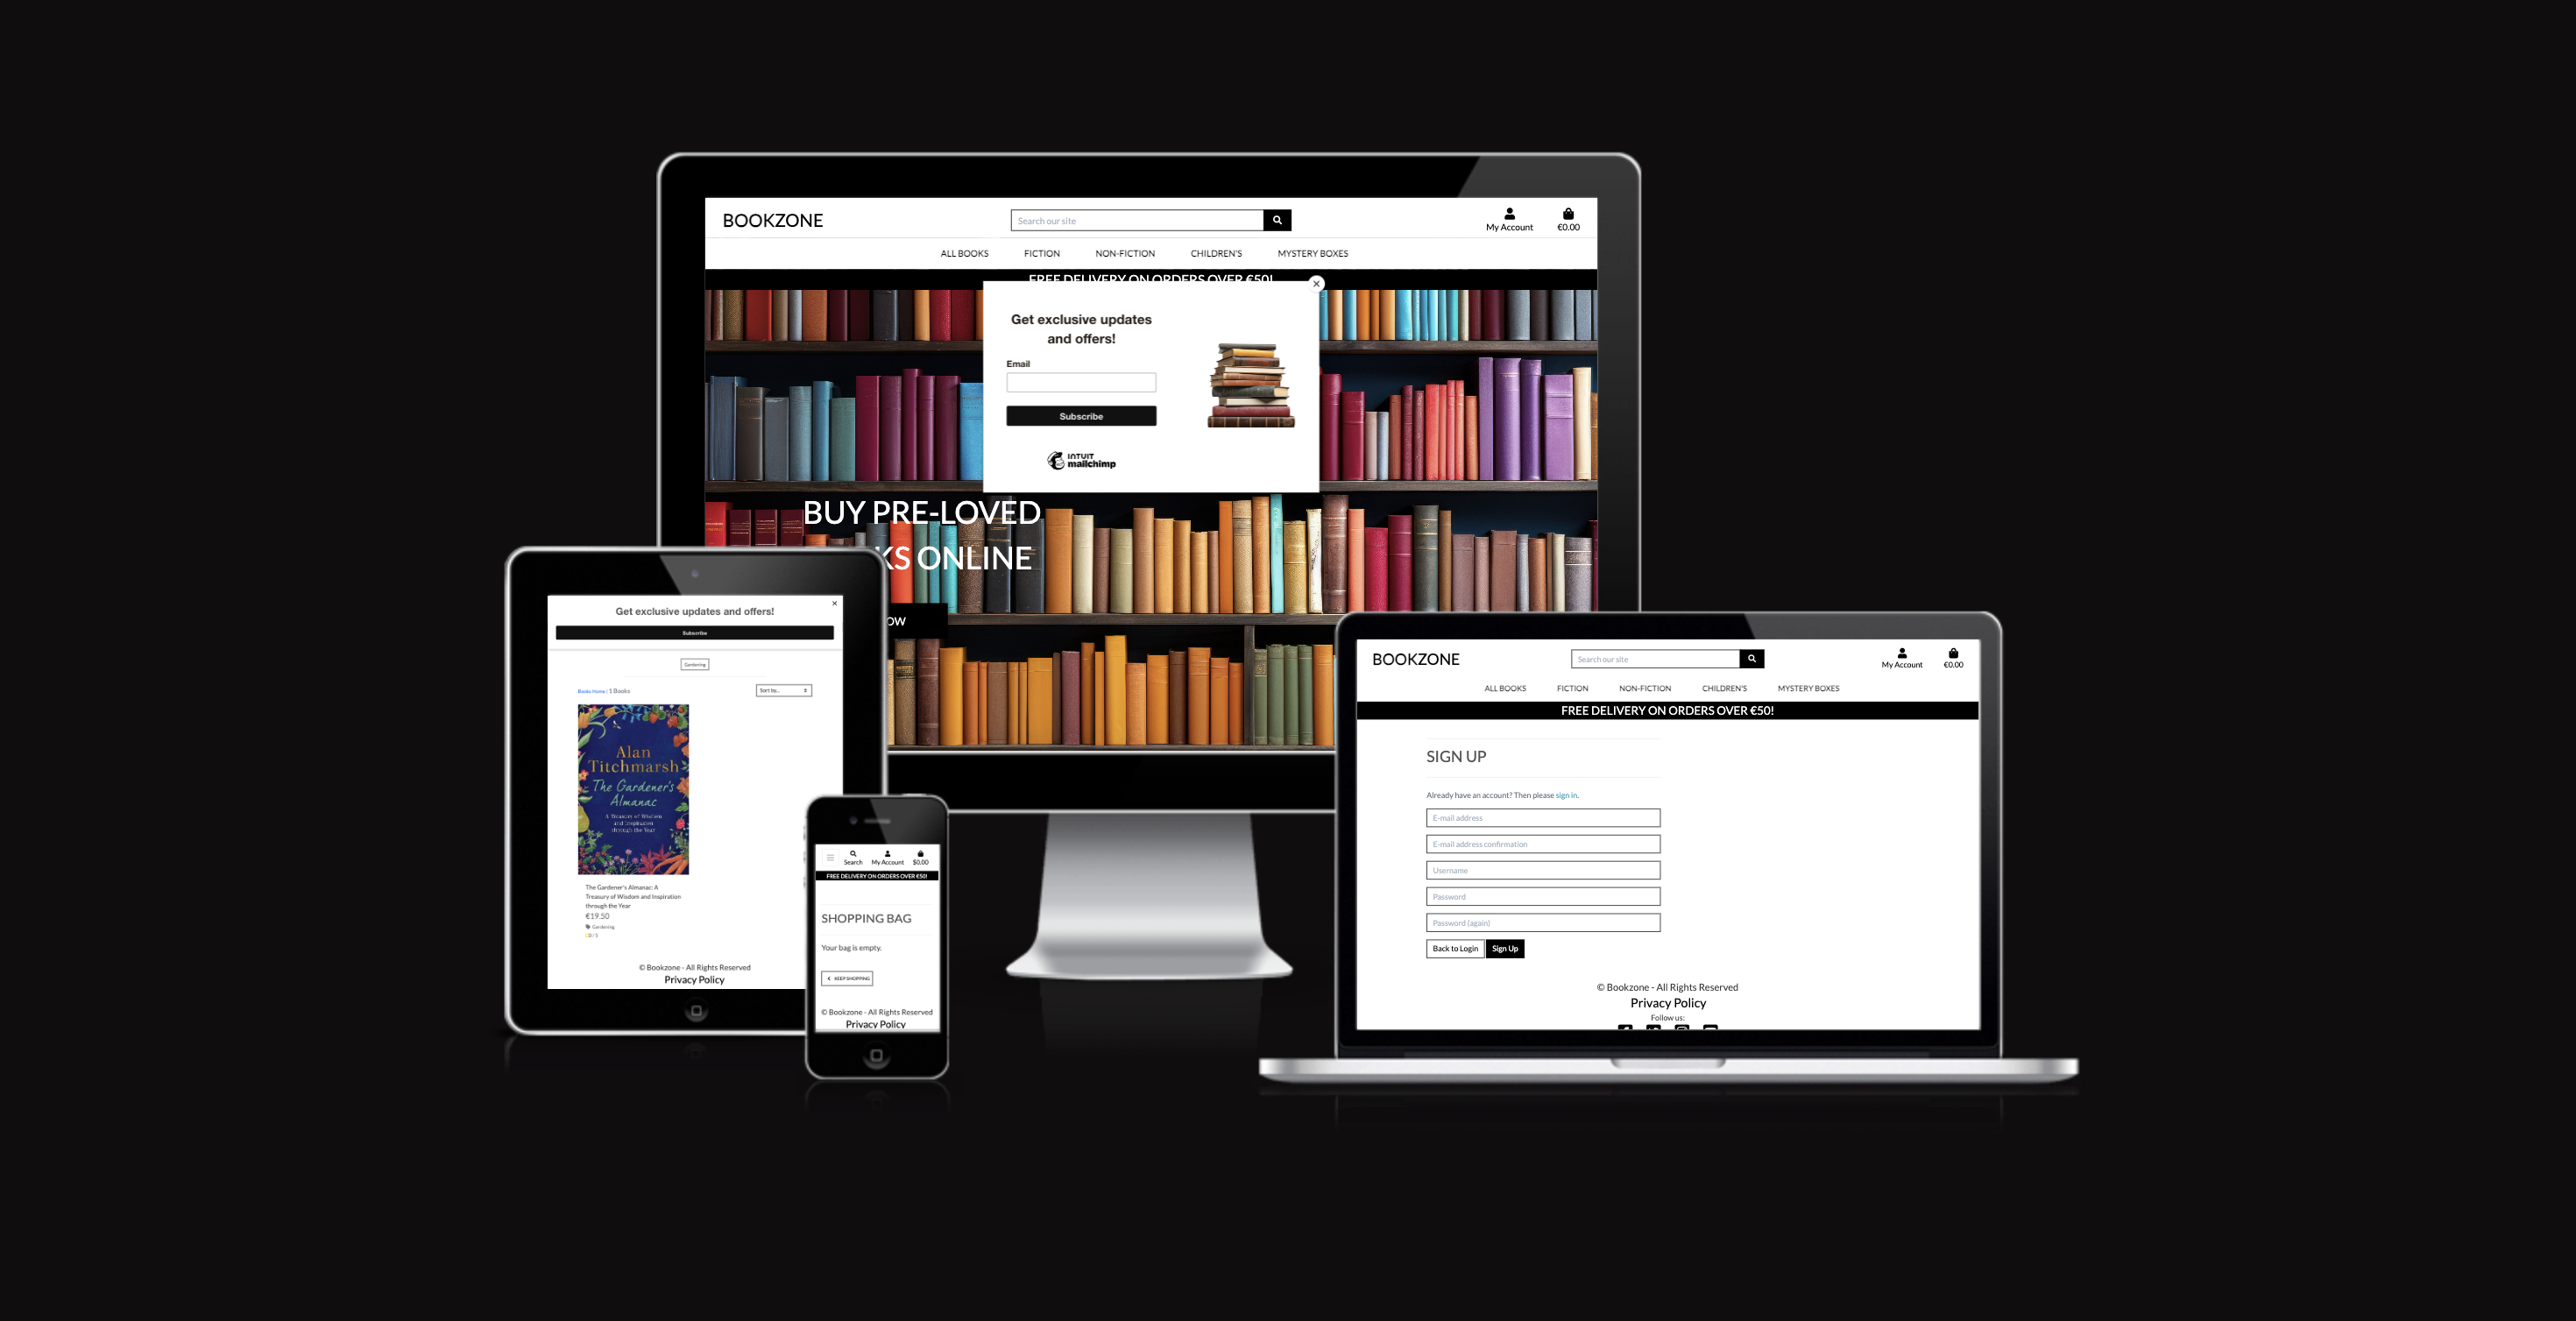 BOOKZONE
Search our site
My Account
€0.00
ALL BOOKS
FICTION
NON-FICTION
CHILDREN'S
MYSTERY BOXES
FREE DELIVERY ON ORDERS OVER €50!
Get exclusive updates
and offers!
Email
Subscribe
INTUIT
mailchimp
BUY PRE-LOVED
KS ONLINE
OW
Get exclusive updates and offers!
Subscribe
Gardening
Books Home | 1 Books
Sort by...
Alan
Titchmarsh
The Gardener's
Almanac
A Treasury of Wisdom
and Inspiration
through the Year
The Gardener's Almanac: A
Treasury of Wisdom and Inspiration
through the Year
€19.50
Gardening
0 / 5
© Bookzone - All Rights Reserved
Privacy Policy
Search
My Account
$0.00
FREE DELIVERY ON ORDERS OVER €50!
SHOPPING BAG
Your bag is empty.
KEEP SHOPPING
© Bookzone - All Rights Reserved
Privacy Policy
BOOKZONE
Search our site
My Account
€0.00
ALL BOOKS
FICTION
NON-FICTION
CHILDREN'S
MYSTERY BOXES
FREE DELIVERY ON ORDERS OVER €50!
SIGN UP
Already have an account? Then please sign in.
E-mail address
E-mail address confirmation
Username
Password
Password (again)
Back to Login
Sign Up
© Bookzone - All Rights Reserved
Privacy Policy
Follow us: